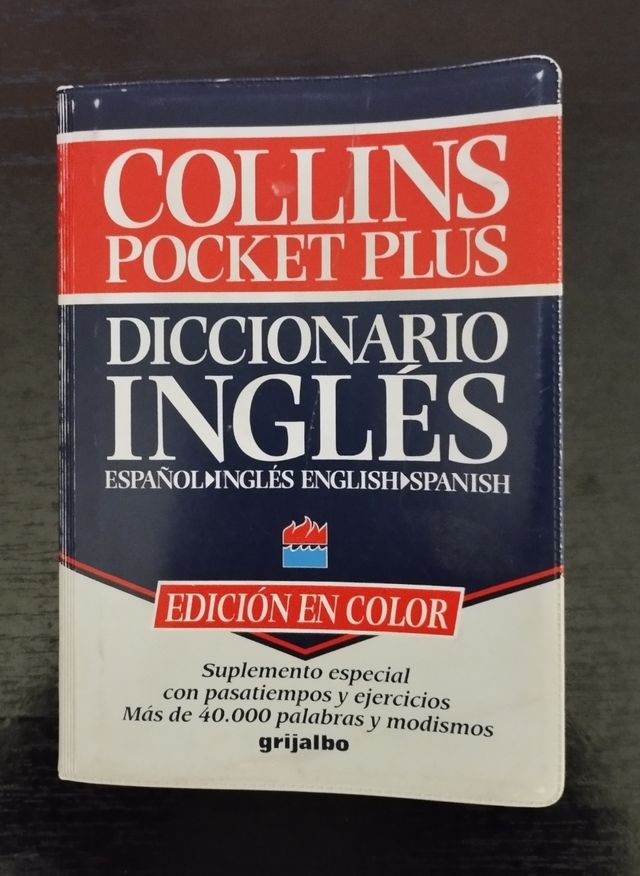 COLLINS
POCKET PLUS
DICCIONARIO
INGLÉS
ESPAÑOL▸INGLÉS ENGLISH▸SPANISH
EDICIÓN EN COLOR
Suplemento especial
con pasatiempos y ejercicios
Más de 40.000 palabras y modismos
grijalbo